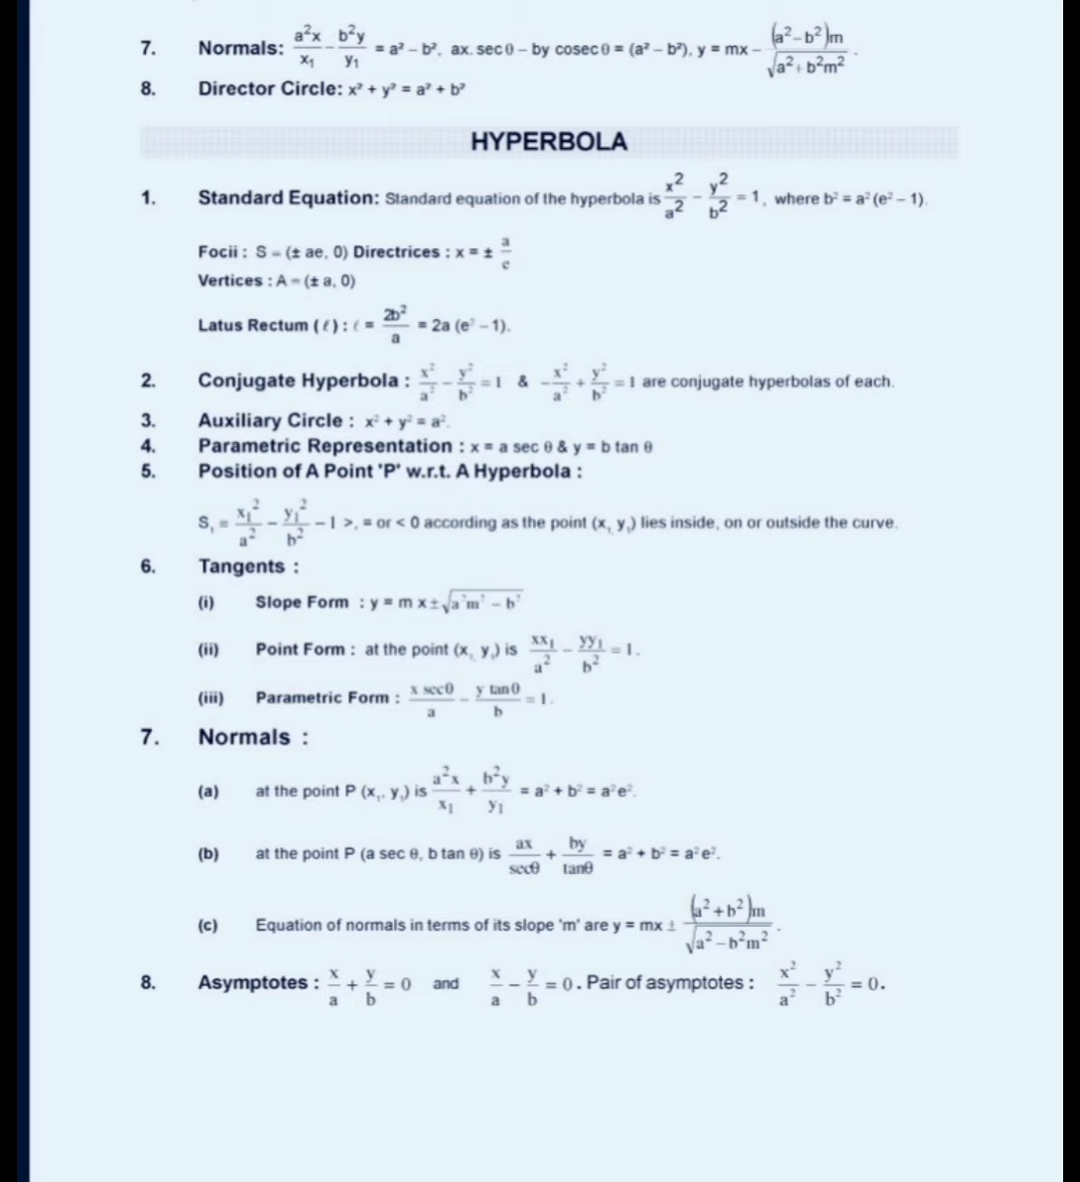 7. Normals: a²x/x₁ - b²y/y₁ = a² – b², ax. sec θ – by cosec θ = (a² – b²), y = mx – (a² – b²)m/√(a² + b²m²) .
8. Director Circle: x² + y² = a² + b²
HYPERBOLA
1. Standard Equation: Standard equation of the hyperbola is x²/a² - y²/b² = 1, where b² = a² (e² – 1).
Focii : S = (± ae, 0) Directrices : x = ± a/e
Vertices : A = (± a, 0)
Latus Rectum (ℓ) : ℓ = 2b²/a = 2a (e² – 1).
2. Conjugate Hyperbola : x²/a² - y²/b² = 1 & -x²/a² + y²/b² = 1 are conjugate hyperbolas of each.
3. Auxiliary Circle : x² + y² = a².
4. Parametric Representation : x = a sec θ & y = b tan θ
5. Position of A Point 'P' w.r.t. A Hyperbola :
S₁ ≡ x₁²/a² - y₁²/b² - 1 >, = or < 0 according as the point (x₁, y₁) lies inside, on or outside the curve.
6. Tangents :
(i) Slope Form : y = m x ± √(a²m² - b²)
(ii) Point Form : at the point (x₁, y₁) is xx₁/a² - yy₁/b² = 1.
(iii) Parametric Form : x secθ/a - y tanθ/b = 1.
7. Normals :
(a) at the point P (x₁, y₁) is a²x/x₁ + b²y/y₁ = a² + b² = a²e².
(b) at the point P (a sec θ, b tan θ) is ax/secθ + by/tanθ = a² + b² = a²e².
(c) Equation of normals in terms of its slope 'm' are y = mx ± (a² + b²)m/√(a² - b²m²) .
8. Asymptotes : x/a + y/b = 0 and x/a - y/b = 0. Pair of asymptotes : x²/a² - y²/b² = 0.